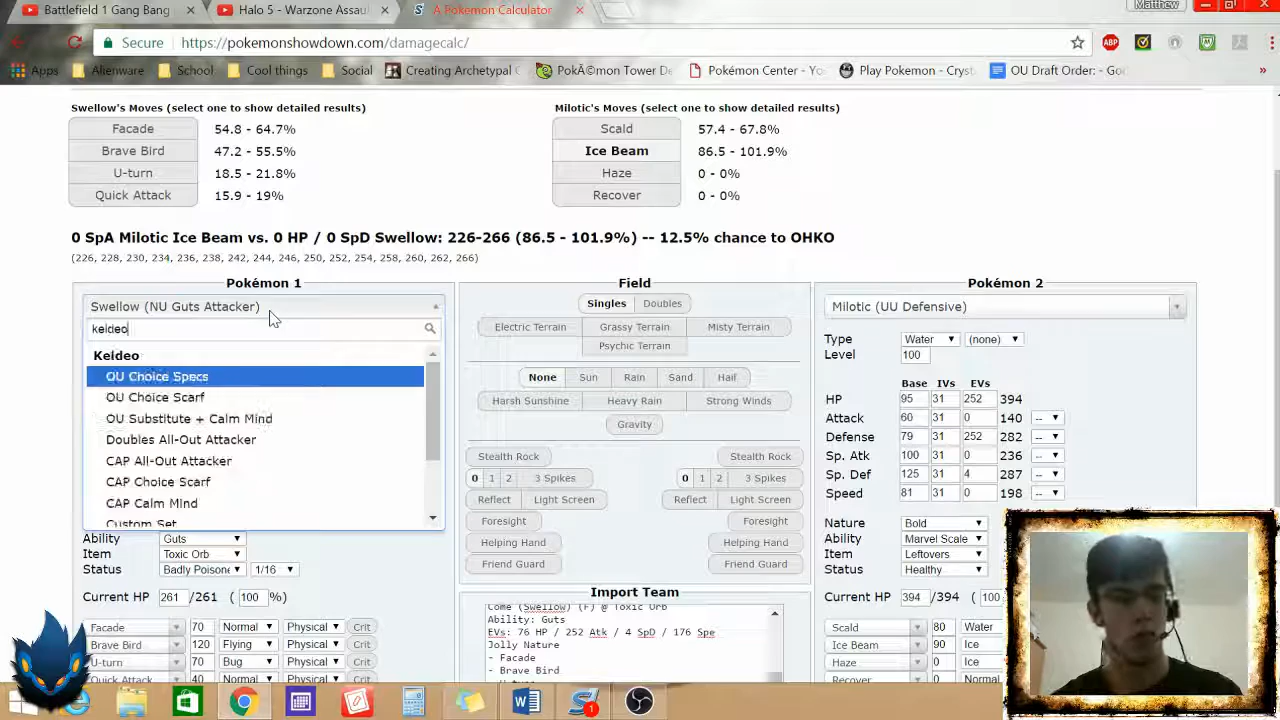 Battlefield 1 Gang Bang ×
Halo 5 - Warzone Assau ×
A Pokemon Calculator ×
Matthew
Secure https://pokemonshowdown.com/damagecalc/
ABP
Apps Alienware School Cool things Social Creating Archetypal PokÃ©mon Tower De Pokémon Center - Yo Play Pokemon - Cryst OU Draft Order: - Goo »
Swellow's Moves (select one to show detailed results)
Facade 54.8 - 64.7%
Brave Bird 47.2 - 55.5%
U-turn 18.5 - 21.8%
Quick Attack 15.9 - 19%
Milotic's Moves (select one to show detailed results)
Scald 57.4 - 67.8%
Ice Beam 86.5 - 101.9%
Haze 0 - 0%
Recover 0 - 0%
0 SpA Milotic Ice Beam vs. 0 HP / 0 SpD Swellow: 226-266 (86.5 - 101.9%) -- 12.5% chance to OHKO
(226, 228, 230, 234, 236, 238, 242, 244, 246, 250, 252, 254, 258, 260, 262, 266)
Pokémon 1
Swellow (NU Guts Attacker)
keideo
Keldeo
OU Choice Specs
OU Choice Scarf
OU Substitute + Calm Mind
Doubles All-Out Attacker
CAP All-Out Attacker
CAP Choice Scarf
CAP Calm Mind
Custom Set
Ability Guts
Item Toxic Orb
Status Badly Poisone 1/16
Current HP 261 /261 ( 100 %)
Facade 70 Normal Physical Crit
Brave Bird 120 Flying Physical Crit
U-turn 70 Bug Physical Crit
Quick Attack 40 Normal Physical Crit
Field
Singles Doubles
Electric Terrain Grassy Terrain Misty Terrain
Psychic Terrain
None Sun Rain Sand Hail
Harsh Sunshine Heavy Rain Strong Winds
Gravity
Stealth Rock Stealth Rock
0 1 2 3 Spikes 0 1 2 3 Spikes
Reflect Light Screen Reflect Light Screen
Foresight Foresight
Helping Hand Helping Hand
Friend Guard Friend Guard
Import Team
Come (Swellow) (F) @ Toxic Orb
Ability: Guts
EVs: 76 HP / 252 Atk / 4 SpD / 176 Spe
Jolly Nature
- Facade
- Brave Bird
Pokémon 2
Milotic (UU Defensive)
Type Water (none)
Level 100
Base IVs EVs
HP 95 31 252 394
Attack 60 31 0 140 --
Defense 79 31 252 282 --
Sp. Atk 100 31 0 236 --
Sp. Def 125 31 4 287 --
Speed 81 31 0 198 --
Nature Bold
Ability Marvel Scale
Item Leftovers
Status Healthy
Current HP 394 /394 ( 100
Scald 80 Water
Ice Beam 90 Ice
Haze 0 Ice
Recover 0 Normal